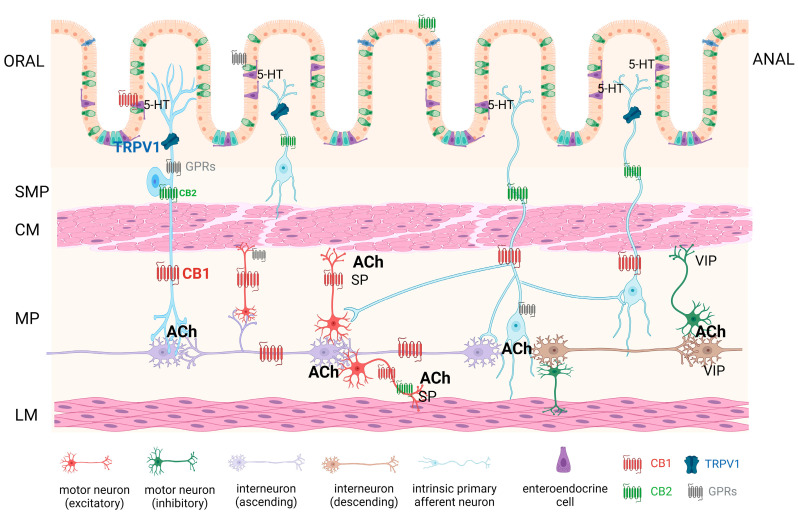 ORAL
ANAL
5-HT
5-HT
5-HT
5-HT
5-HT
TRPV1
GPRs
CB2
SMP
CM
CB1
ACh
SP
VIP
MP
ACh
ACh
ACh
ACh
ACh
SP
VIP
LM
motor neuron
(excitatory)
motor neuron
(inhibitory)
interneuron
(ascending)
interneuron
(descending)
intrinsic primary
afferent neuron
enteroendocrine
cell
CB1
TRPV1
CB2
GPRs